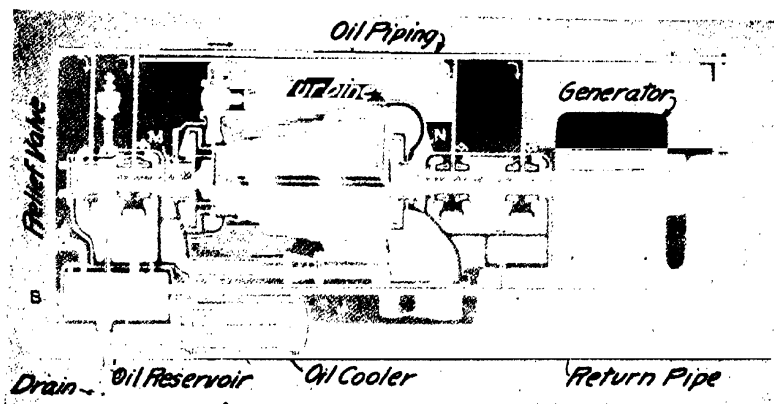 Oil Piping
Turbine
Generator
M
N
Relief Valve
B
Drain
Oil Reservoir
Oil Cooler
Return Pipe